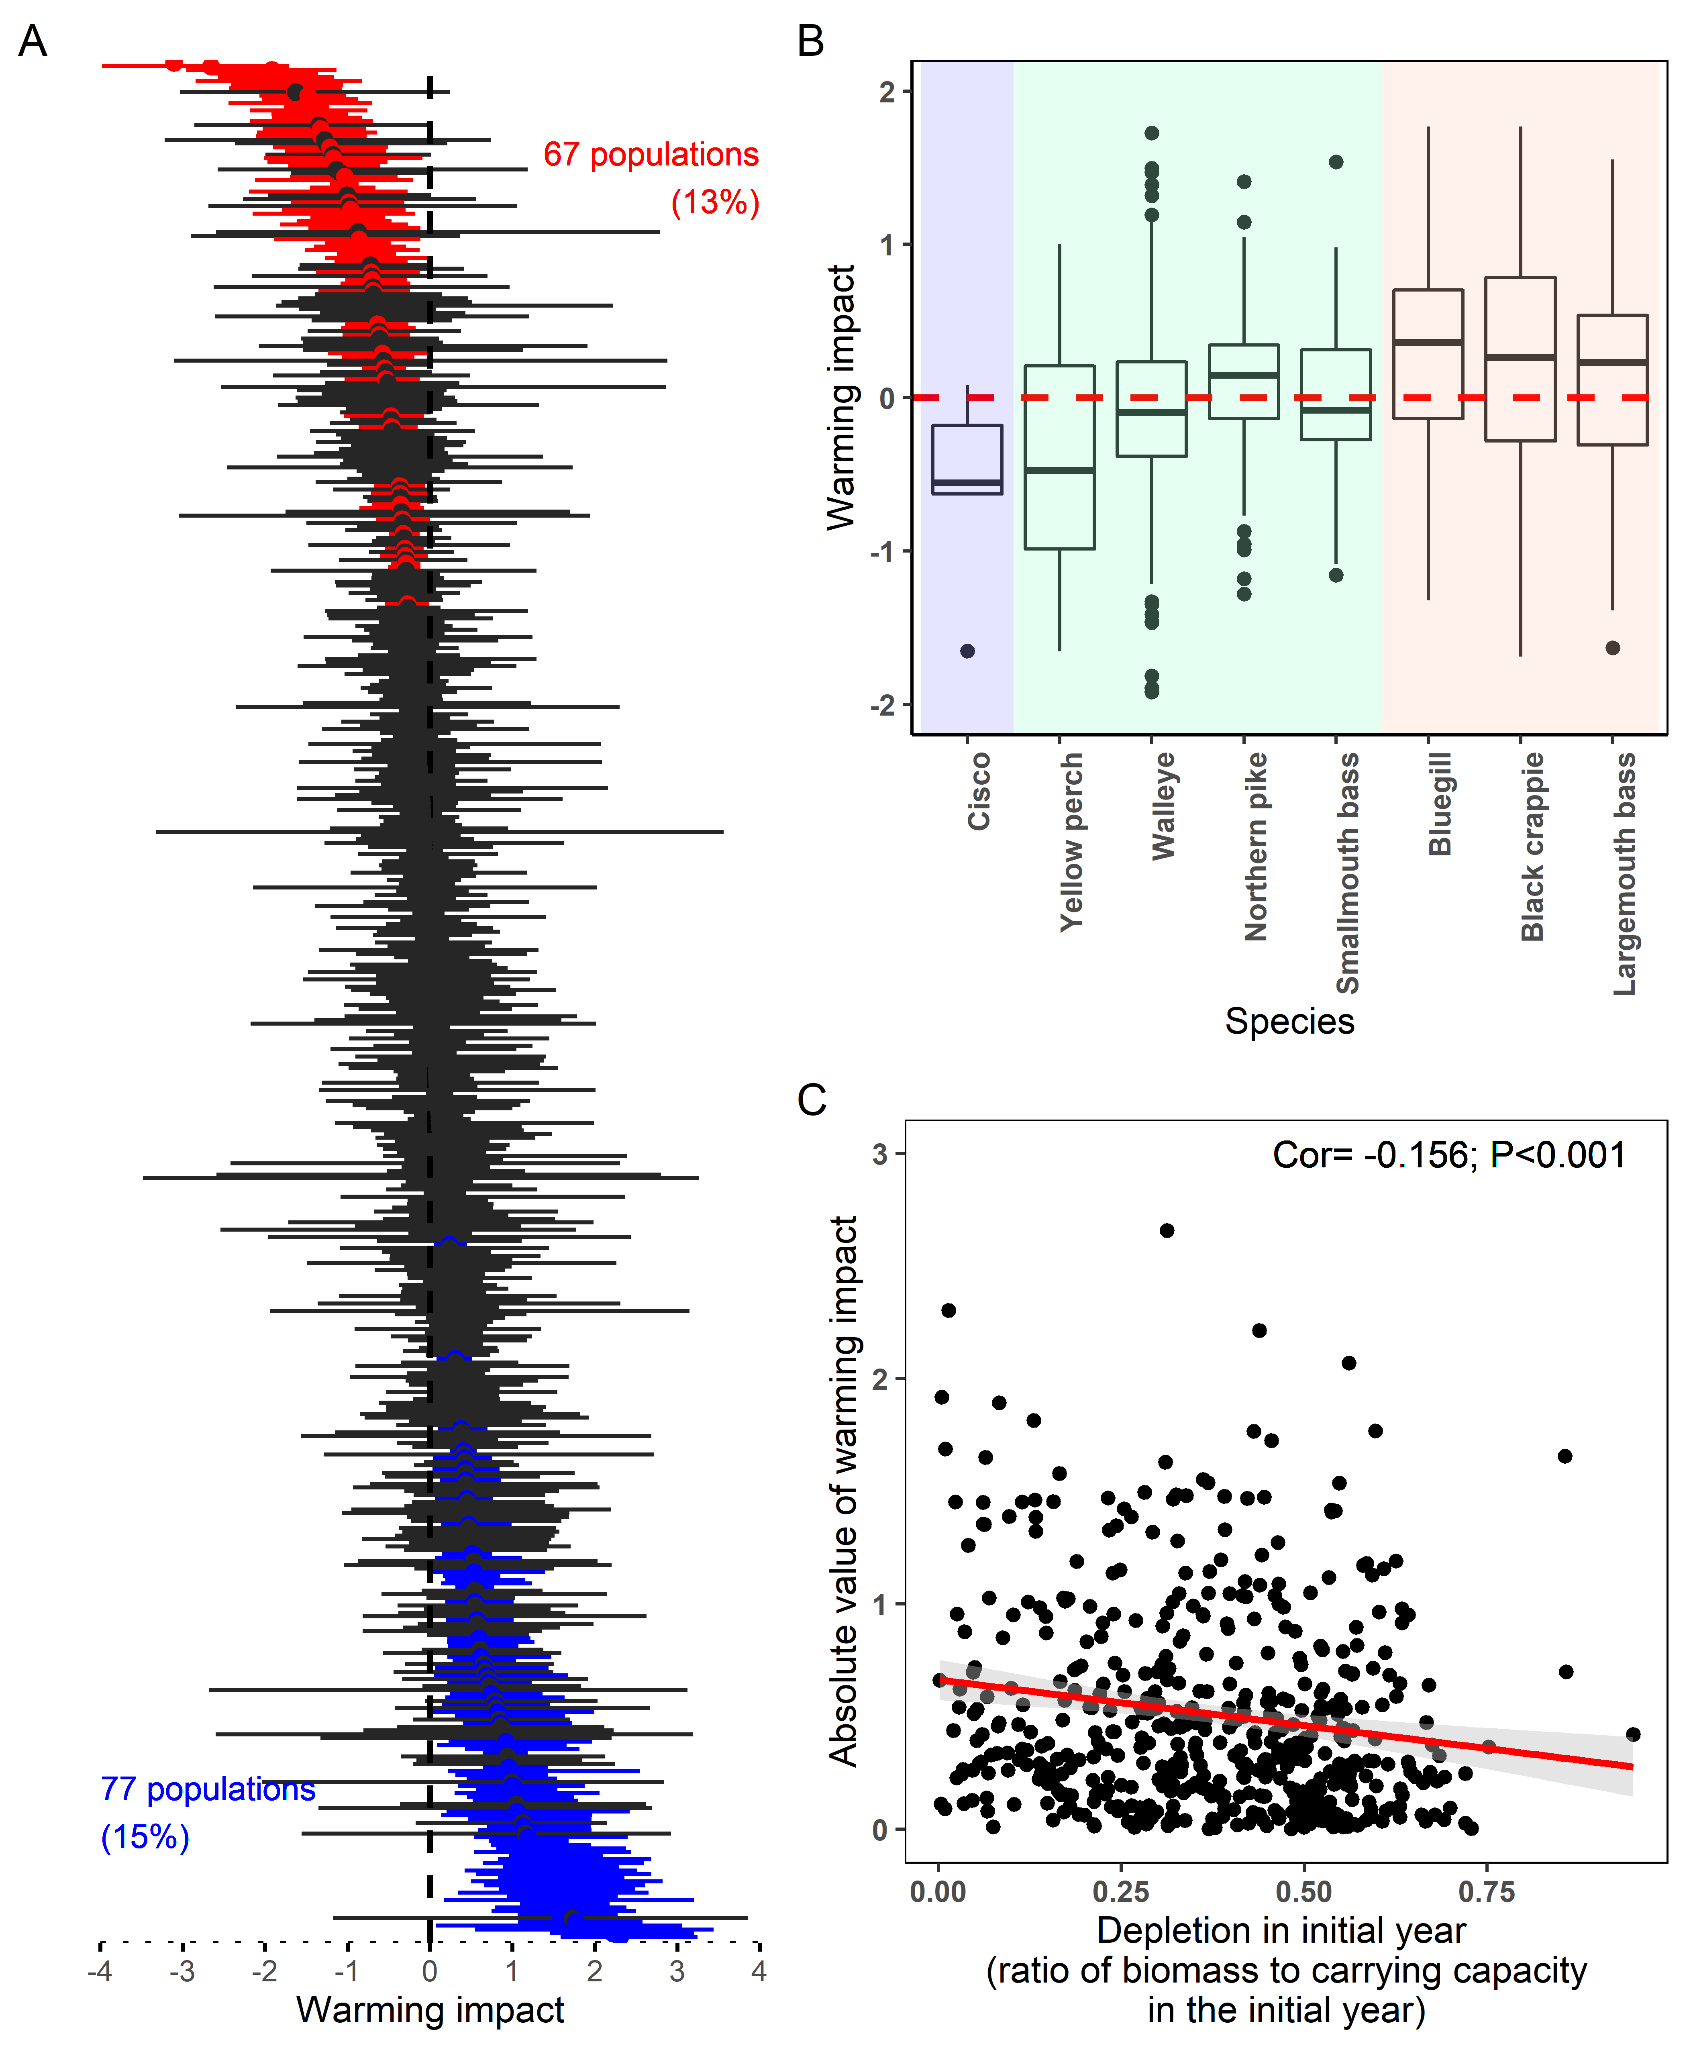 A
67 populations
(13%)
77 populations
(15%)
-4 -3 -2 -1 0 1 2 3 4
Warming impact
B
2
1
0
-1
-2
Warming impact
Cisco
Yellow perch
Walleye
Northern pike
Smallmouth bass
Bluegill
Black crappie
Largemouth bass
Species
C
Cor= -0.156; P<0.001
3
2
1
0
Absolute value of warming impact
0.00 0.25 0.50 0.75
Depletion in initial year
(ratio of biomass to carrying capacity
in the initial year)